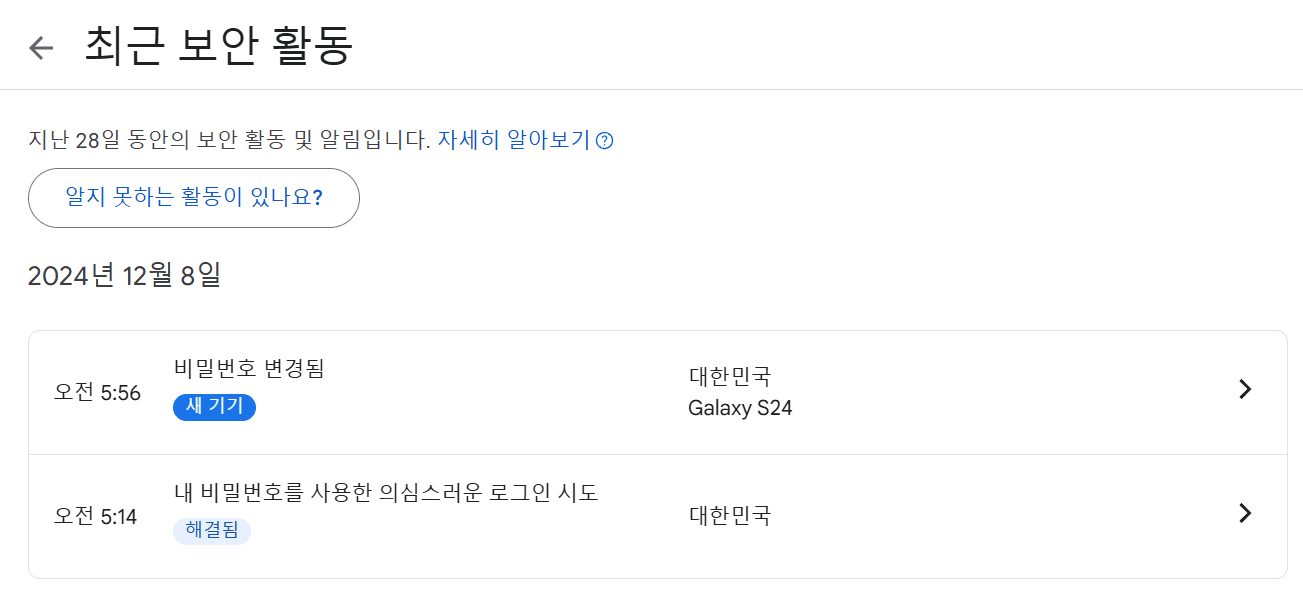 최근 보안 활동
지난 28일 동안의 보안 활동 및 알림입니다. 자세히 알아보기
알지 못하는 활동이 있나요?
2024년 12월 8일
오전 5:56
비밀번호 변경됨
새 기기
대한민국
Galaxy S24
오전 5:14
내 비밀번호를 사용한 의심스러운 로그인 시도
해결됨
대한민국